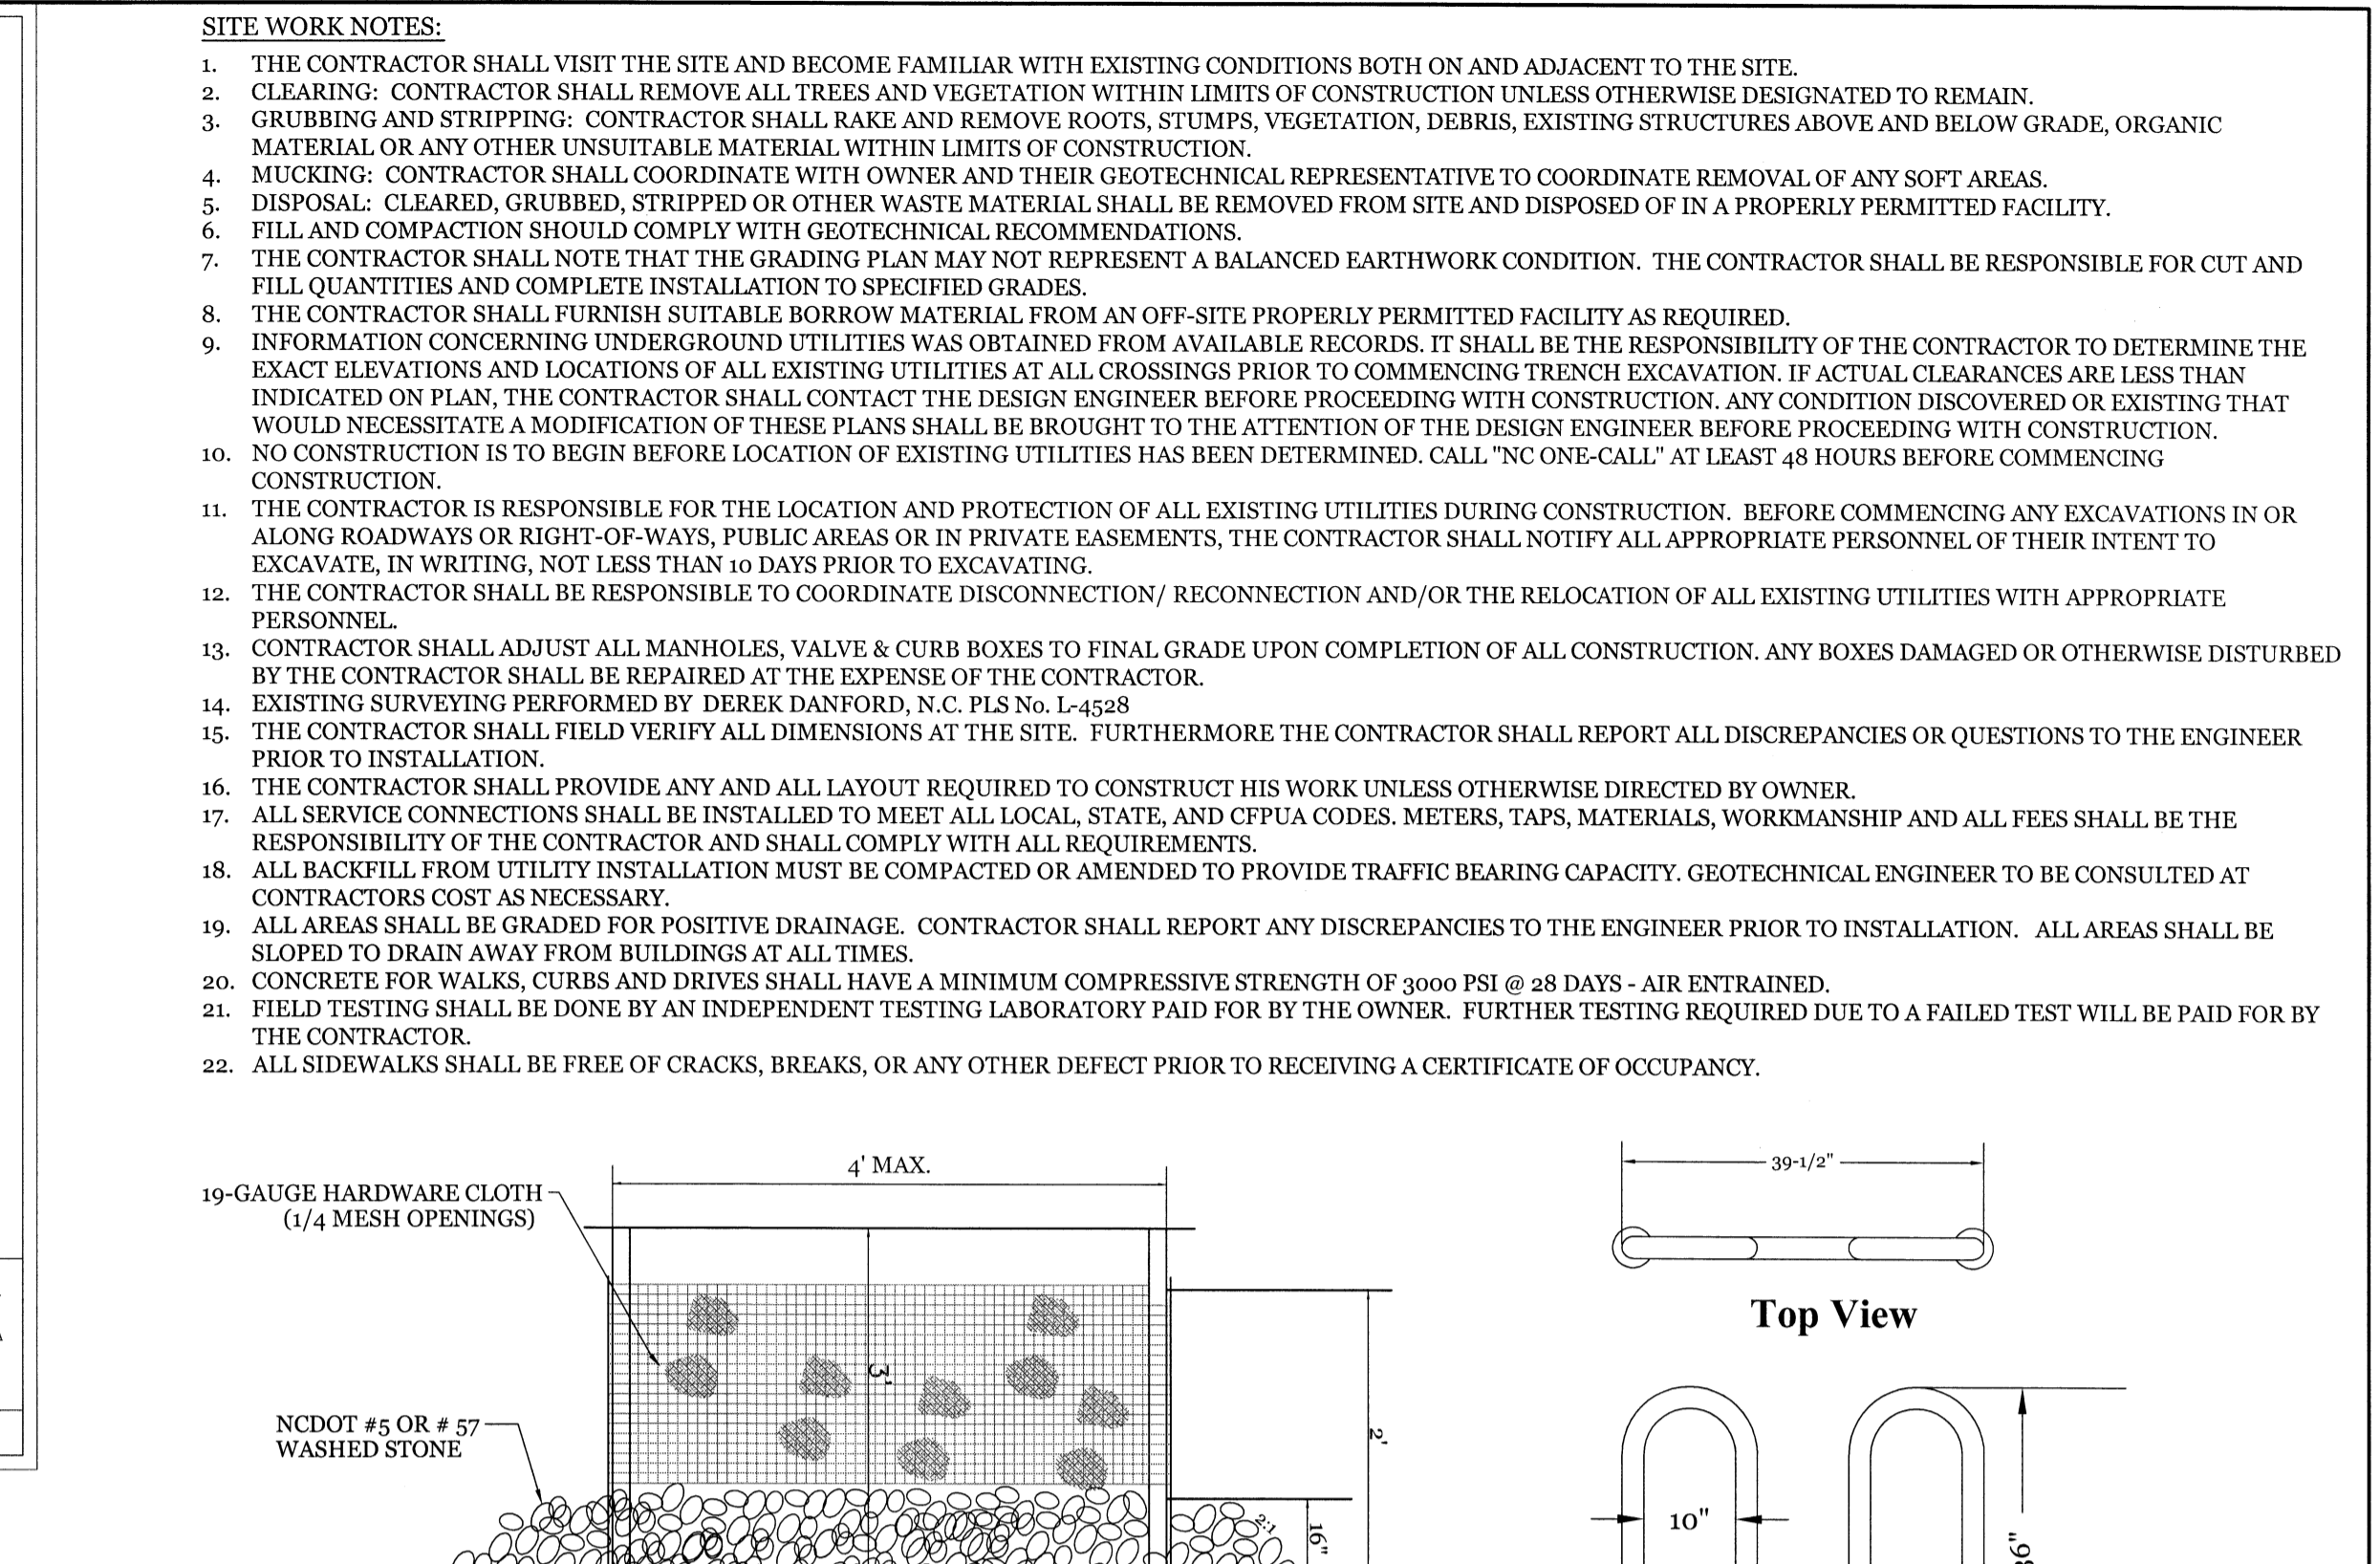 SITE WORK NOTES:
1. THE CONTRACTOR SHALL VISIT THE SITE AND BECOME FAMILIAR WITH EXISTING CONDITIONS BOTH ON AND ADJACENT TO THE SITE.
2. CLEARING: CONTRACTOR SHALL REMOVE ALL TREES AND VEGETATION WITHIN LIMITS OF CONSTRUCTION UNLESS OTHERWISE DESIGNATED TO REMAIN.
3. GRUBBING AND STRIPPING: CONTRACTOR SHALL RAKE AND REMOVE ROOTS, STUMPS, VEGETATION, DEBRIS, EXISTING STRUCTURES ABOVE AND BELOW GRADE, ORGANIC
MATERIAL OR ANY OTHER UNSUITABLE MATERIAL WITHIN LIMITS OF CONSTRUCTION.
4. MUCKING: CONTRACTOR SHALL COORDINATE WITH OWNER AND THEIR GEOTECHNICAL REPRESENTATIVE TO COORDINATE REMOVAL OF ANY SOFT AREAS.
5. DISPOSAL: CLEARED, GRUBBED, STRIPPED OR OTHER WASTE MATERIAL SHALL BE REMOVED FROM SITE AND DISPOSED OF IN A PROPERLY PERMITTED FACILITY.
6. FILL AND COMPACTION SHOULD COMPLY WITH GEOTECHNICAL RECOMMENDATIONS.
7. THE CONTRACTOR SHALL NOTE THAT THE GRADING PLAN MAY NOT REPRESENT A BALANCED EARTHWORK CONDITION. THE CONTRACTOR SHALL BE RESPONSIBLE FOR CUT AND
FILL QUANTITIES AND COMPLETE INSTALLATION TO SPECIFIED GRADES.
8. THE CONTRACTOR SHALL FURNISH SUITABLE BORROW MATERIAL FROM AN OFF-SITE PROPERLY PERMITTED FACILITY AS REQUIRED.
9. INFORMATION CONCERNING UNDERGROUND UTILITIES WAS OBTAINED FROM AVAILABLE RECORDS. IT SHALL BE THE RESPONSIBILITY OF THE CONTRACTOR TO DETERMINE THE
EXACT ELEVATIONS AND LOCATIONS OF ALL EXISTING UTILITIES AT ALL CROSSINGS PRIOR TO COMMENCING TRENCH EXCAVATION. IF ACTUAL CLEARANCES ARE LESS THAN
INDICATED ON PLAN, THE CONTRACTOR SHALL CONTACT THE DESIGN ENGINEER BEFORE PROCEEDING WITH CONSTRUCTION. ANY CONDITION DISCOVERED OR EXISTING THAT
WOULD NECESSITATE A MODIFICATION OF THESE PLANS SHALL BE BROUGHT TO THE ATTENTION OF THE DESIGN ENGINEER BEFORE PROCEEDING WITH CONSTRUCTION.
10. NO CONSTRUCTION IS TO BEGIN BEFORE LOCATION OF EXISTING UTILITIES HAS BEEN DETERMINED. CALL "NC ONE-CALL" AT LEAST 48 HOURS BEFORE COMMENCING
CONSTRUCTION.
11. THE CONTRACTOR IS RESPONSIBLE FOR THE LOCATION AND PROTECTION OF ALL EXISTING UTILITIES DURING CONSTRUCTION. BEFORE COMMENCING ANY EXCAVATIONS IN OR
ALONG ROADWAYS OR RIGHT-OF-WAYS, PUBLIC AREAS OR IN PRIVATE EASEMENTS, THE CONTRACTOR SHALL NOTIFY ALL APPROPRIATE PERSONNEL OF THEIR INTENT TO
EXCAVATE, IN WRITING, NOT LESS THAN 10 DAYS PRIOR TO EXCAVATING.
12. THE CONTRACTOR SHALL BE RESPONSIBLE TO COORDINATE DISCONNECTION/ RECONNECTION AND/OR THE RELOCATION OF ALL EXISTING UTILITIES WITH APPROPRIATE
PERSONNEL.
13. CONTRACTOR SHALL ADJUST ALL MANHOLES, VALVE & CURB BOXES TO FINAL GRADE UPON COMPLETION OF ALL CONSTRUCTION. ANY BOXES DAMAGED OR OTHERWISE DISTURBED
BY THE CONTRACTOR SHALL BE REPAIRED AT THE EXPENSE OF THE CONTRACTOR.
14. EXISTING SURVEYING PERFORMED BY DEREK DANFORD, N.C. PLS No. L-4528
15. THE CONTRACTOR SHALL FIELD VERIFY ALL DIMENSIONS AT THE SITE. FURTHERMORE THE CONTRACTOR SHALL REPORT ALL DISCREPANCIES OR QUESTIONS TO THE ENGINEER
PRIOR TO INSTALLATION.
16. THE CONTRACTOR SHALL PROVIDE ANY AND ALL LAYOUT REQUIRED TO CONSTRUCT HIS WORK UNLESS OTHERWISE DIRECTED BY OWNER.
17. ALL SERVICE CONNECTIONS SHALL BE INSTALLED TO MEET ALL LOCAL, STATE, AND CFPUA CODES. METERS, TAPS, MATERIALS, WORKMANSHIP AND ALL FEES SHALL BE THE
RESPONSIBILITY OF THE CONTRACTOR AND SHALL COMPLY WITH ALL REQUIREMENTS.
18. ALL BACKFILL FROM UTILITY INSTALLATION MUST BE COMPACTED OR AMENDED TO PROVIDE TRAFFIC BEARING CAPACITY. GEOTECHNICAL ENGINEER TO BE CONSULTED AT
CONTRACTORS COST AS NECESSARY.
19. ALL AREAS SHALL BE GRADED FOR POSITIVE DRAINAGE. CONTRACTOR SHALL REPORT ANY DISCREPANCIES TO THE ENGINEER PRIOR TO INSTALLATION. ALL AREAS SHALL BE
SLOPED TO DRAIN AWAY FROM BUILDINGS AT ALL TIMES.
20. CONCRETE FOR WALKS, CURBS AND DRIVES SHALL HAVE A MINIMUM COMPRESSIVE STRENGTH OF 3000 PSI @ 28 DAYS - AIR ENTRAINED.
21. FIELD TESTING SHALL BE DONE BY AN INDEPENDENT TESTING LABORATORY PAID FOR BY THE OWNER. FURTHER TESTING REQUIRED DUE TO A FAILED TEST WILL BE PAID FOR BY
THE CONTRACTOR.
22. ALL SIDEWALKS SHALL BE FREE OF CRACKS, BREAKS, OR ANY OTHER DEFECT PRIOR TO RECEIVING A CERTIFICATE OF OCCUPANCY.
4' MAX.
19-GAUGE HARDWARE CLOTH
(1/4 MESH OPENINGS)
3'
2'
NCDOT #5 OR # 57
WASHED STONE
2:1
16"
39-1/2"
Top View
10"